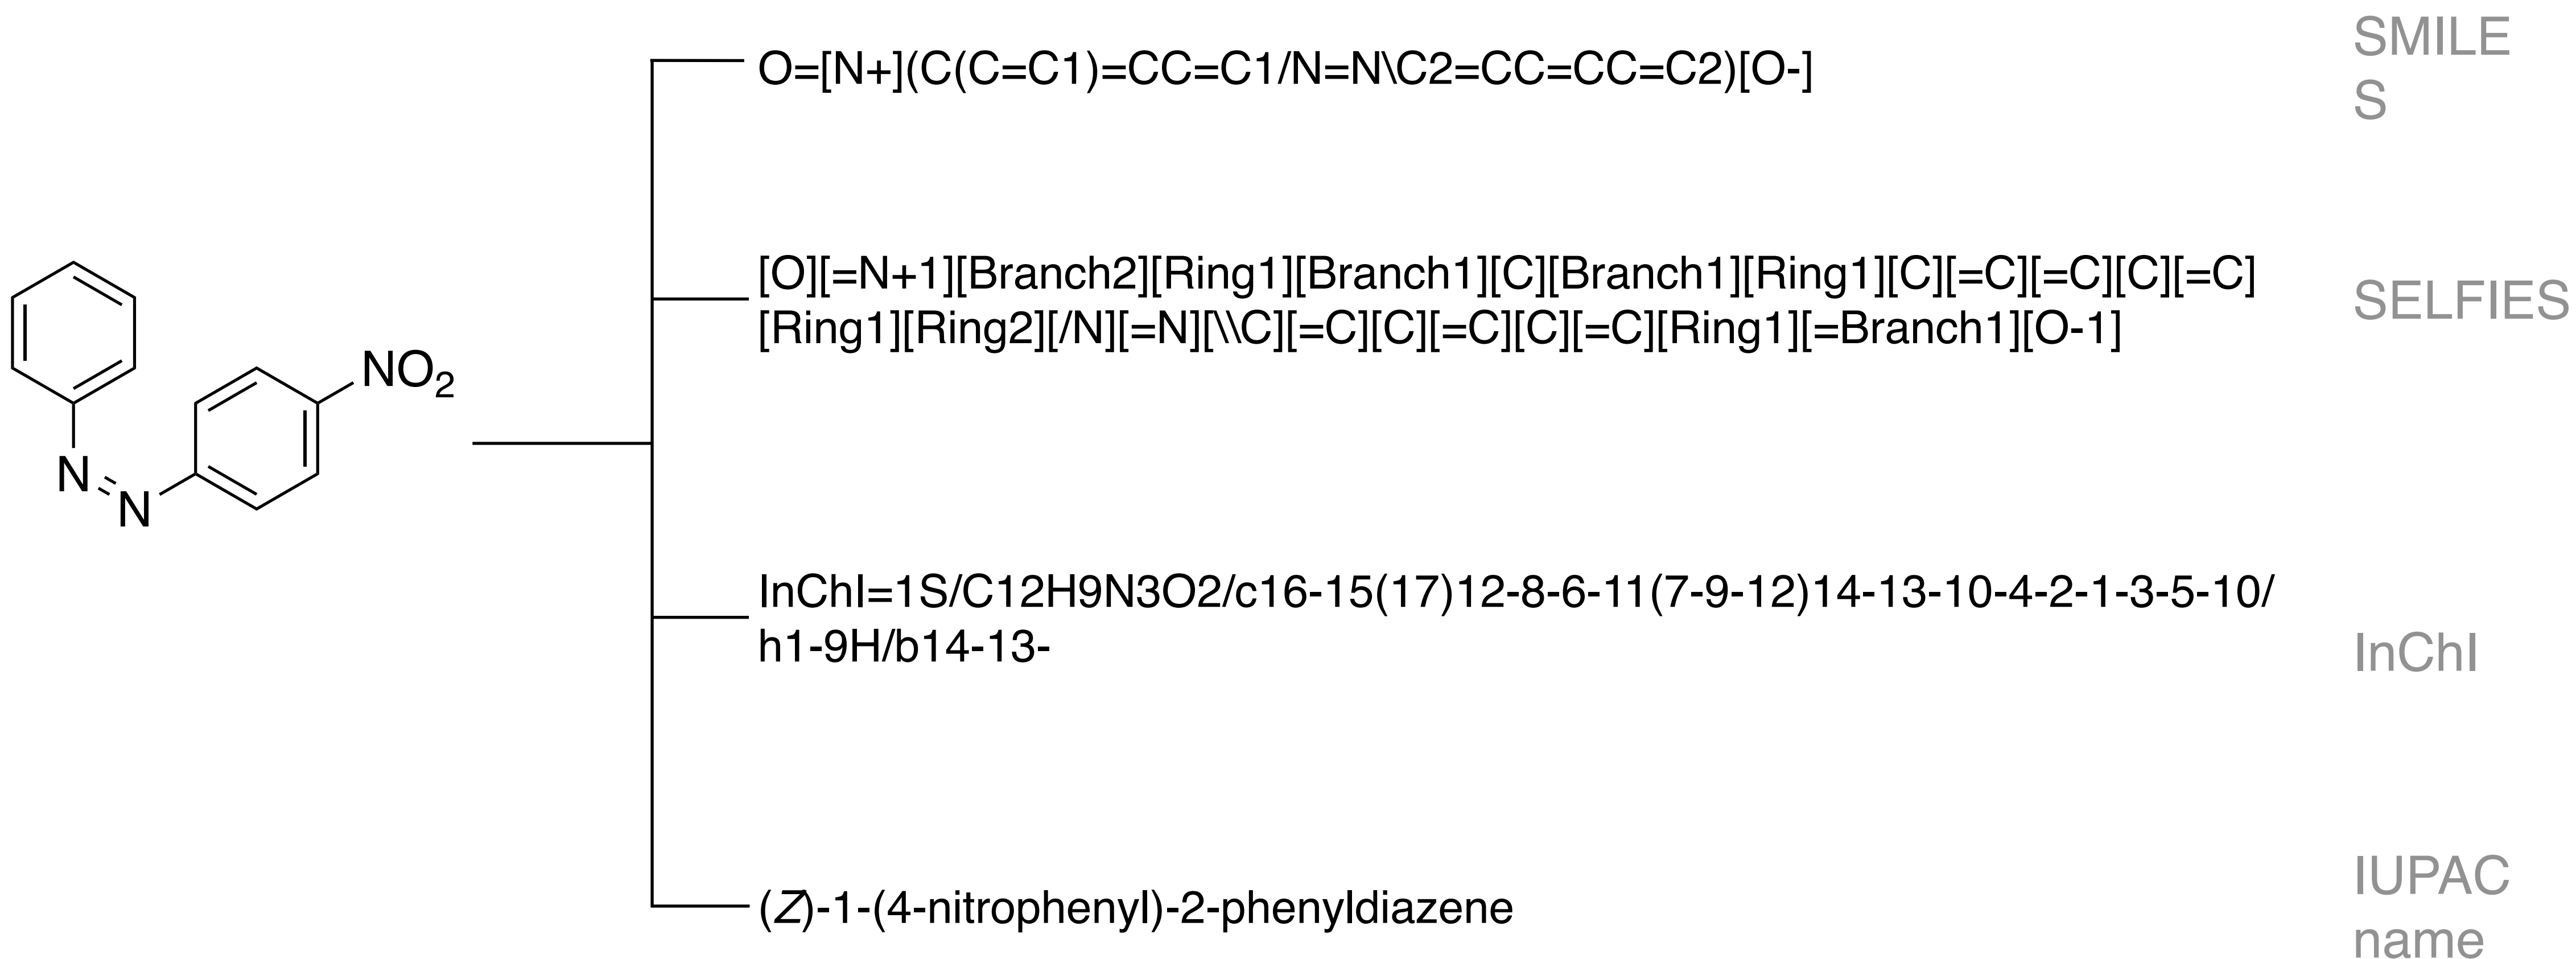 O=[N+](C(C=C1)=CC=C1/N=N\C2=CC=CC=C2)[O-]
SMILE
S
[O][=N+1][Branch2][Ring1][Branch1][C][Branch1][Ring1][C][=C][=C][C][=C]
[Ring1][Ring2][/N][=N][\\C][=C][C][=C][C][=C][Ring1][=Branch1][O-1]
SELFIES
NO2
N
N
InChI=1S/C12H9N3O2/c16-15(17)12-8-6-11(7-9-12)14-13-10-4-2-1-3-5-10/
h1-9H/b14-13-
InChI
(Z)-1-(4-nitrophenyl)-2-phenyldiazene
IUPAC
name